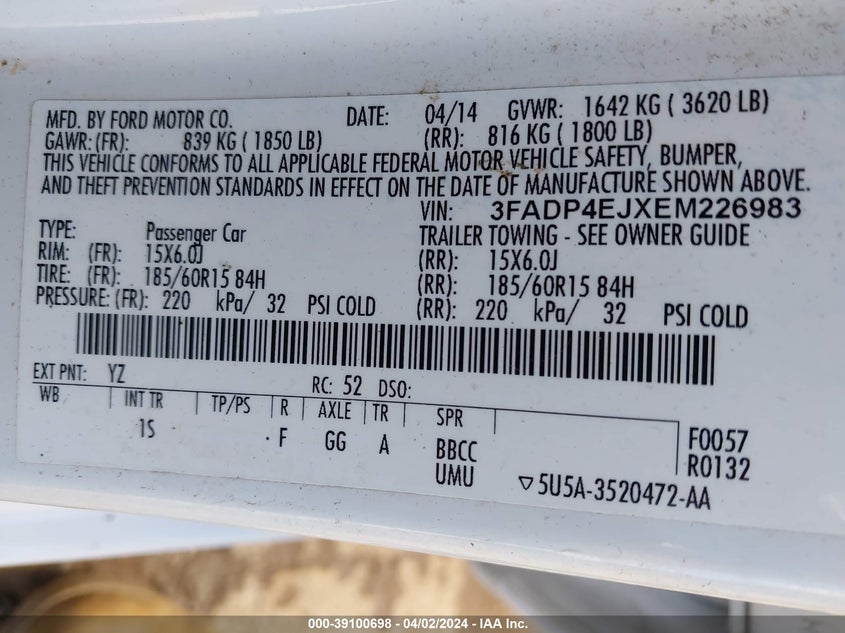 MFD. BY FORD MOTOR CO. DATE: 04/14 GVWR: 1642 KG ( 3620 LB)
GAWR: (FR): 839 KG ( 1850 LB) (RR): 816 KG ( 1800 LB)
THIS VEHICLE CONFORMS TO ALL APPLICABLE FEDERAL MOTOR VEHICLE SAFETY, BUMPER,
AND THEFT PREVENTION STANDARDS IN EFFECT ON THE DATE OF MANUFACTURE SHOWN ABOVE.
VIN: 3FADP4EJXEM226983
TYPE: Passenger Car TRAILER TOWING - SEE OWNER GUIDE
RIM: (FR): 15X6.0J (RR): 15X6.0J
TIRE: (FR): 185/60R15 84H (RR): 185/60R15 84H
PRESSURE: (FR): 220 kPa/ 32 PSI COLD (RR): 220 kPa/ 32 PSI COLD
EXT PNT: YZ RC: 52 DSO:
WB INT TR TP/PS R AXLE TR SPR
1S F GG A BBCC F0057
UMU R0132
▽5U5A-3520472-AA
000-39100698 - 04/02/2024 - IAA Inc.